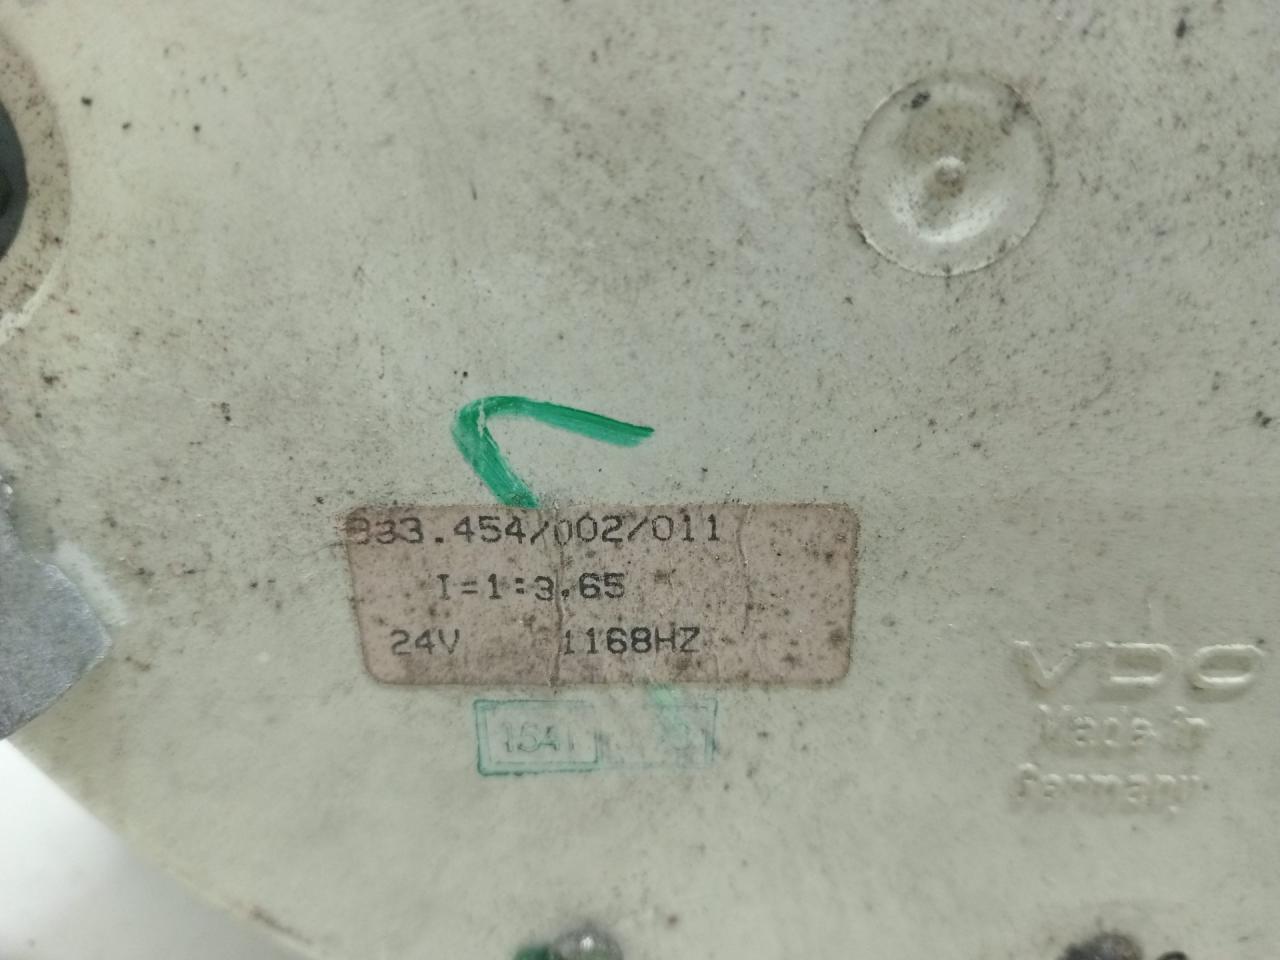 333.454/002/011
I=1:3.65
24V 1168HZ
VDO
Made in
Germany